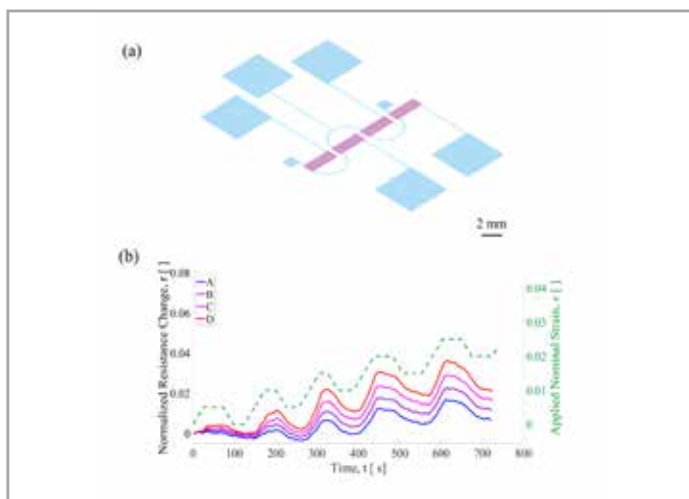 (a)
2 mm
(b)
Normalized Resistance Change, r [ ]
0.08
0.06
0.04
0.02
0
A
B
C
D
0.04
0.03
0.02
0.01
0
Applied Nominal Strain, ε [ ]
0 100 200 300 400 500 600 700 800
Time, t [ s]